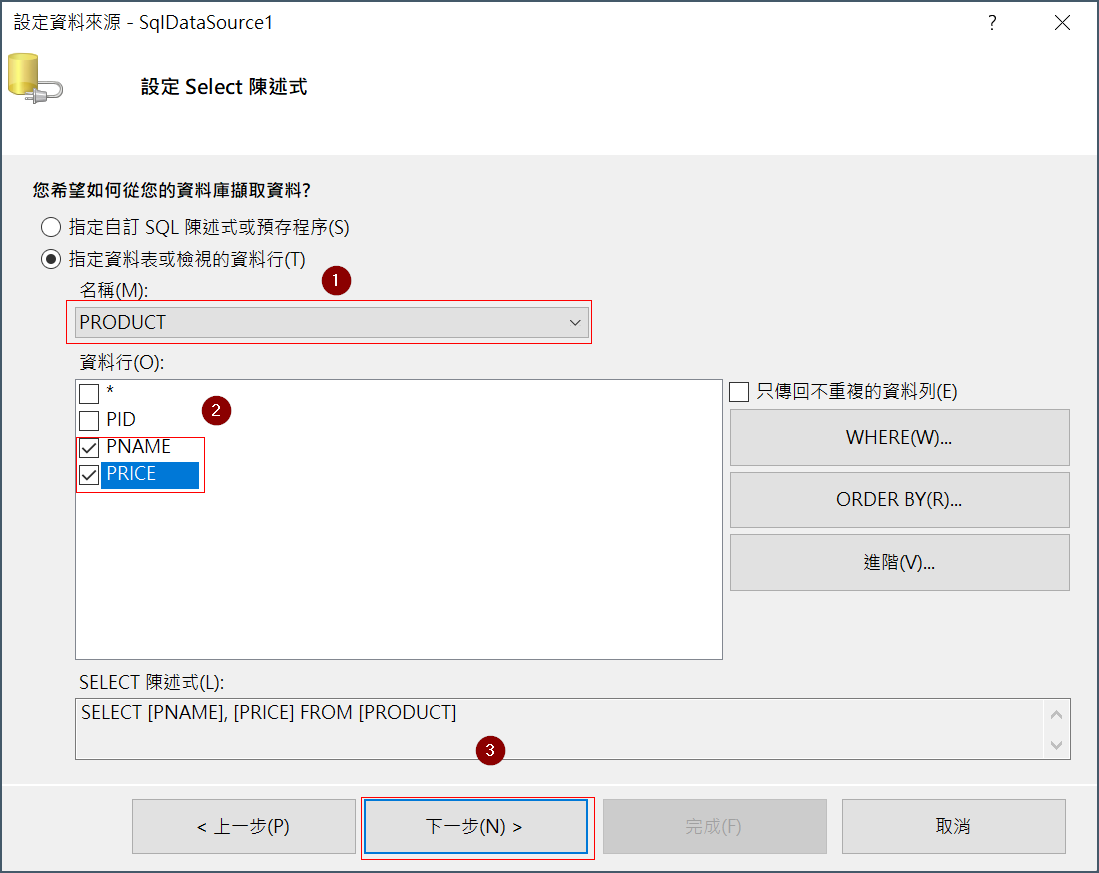 設定資料來源 - SqlDataSource1
?
設定 Select 陳述式
您希望如何從您的資料庫擷取資料?
指定自訂 SQL 陳述式或預存程序(S)
指定資料表或檢視的資料行(T)
1
名稱(M):
PRODUCT
資料行(O):
*
只傳回不重複的資料列(E)
2
PID
WHERE(W)...
PNAME
PRICE
ORDER BY(R)...
進階(V)...
SELECT 陳述式(L):
SELECT [PNAME], [PRICE] FROM [PRODUCT]
3
< 上一步(P) 下一步(N) > 完成(F) 取消